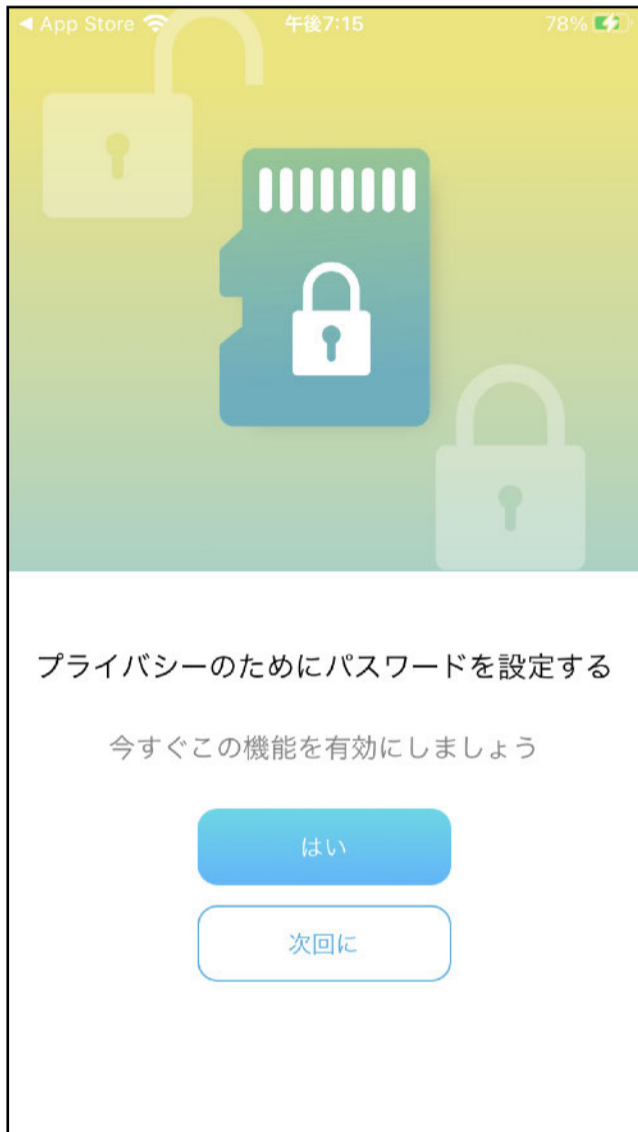 ◀ App Store
午後7:15
78%
プライバシーのためにパスワードを設定する
今すぐこの機能を有効にしましょう
はい
次回に